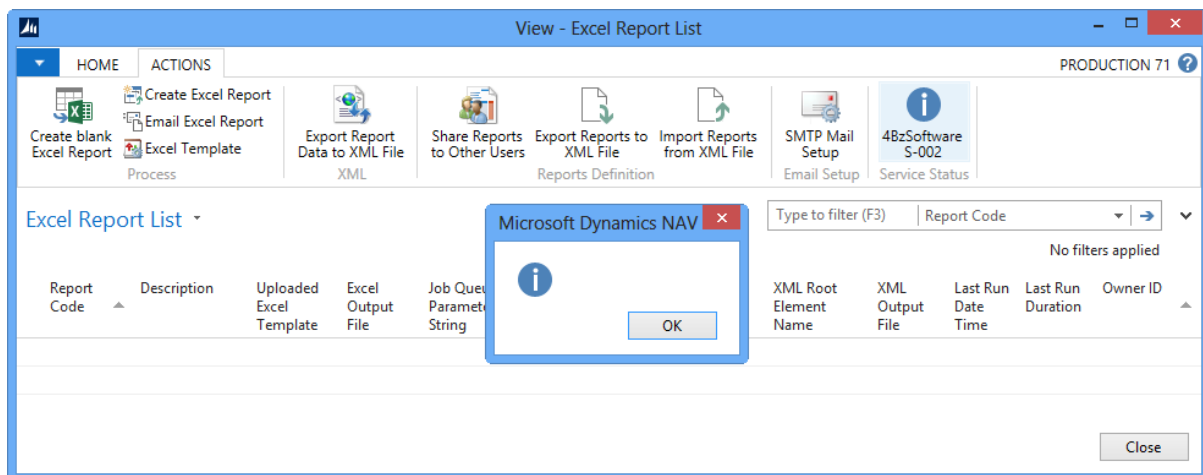 View - Excel Report List
HOME ACTIONS PRODUCTION 71
Create blank
Excel Report
Create Excel Report
Email Excel Report
Excel Template
Process
Export Report
Data to XML File
XML
Share Reports
to Other Users
Export Reports to
XML File
Import Reports
from XML File
Reports Definition
SMTP Mail
Setup
Email Setup
4BzSoftware
S-002
Service Status
Excel Report List
Type to filter (F3) Report Code
No filters applied
Microsoft Dynamics NAV
OK
Report
Code
Description
Uploaded
Excel
Template
Excel
Output
File
Job
String
XML Root
Element
Name
XML
Output
File
Last Run
Date
Time
Last Run
Duration
Owner ID
Close